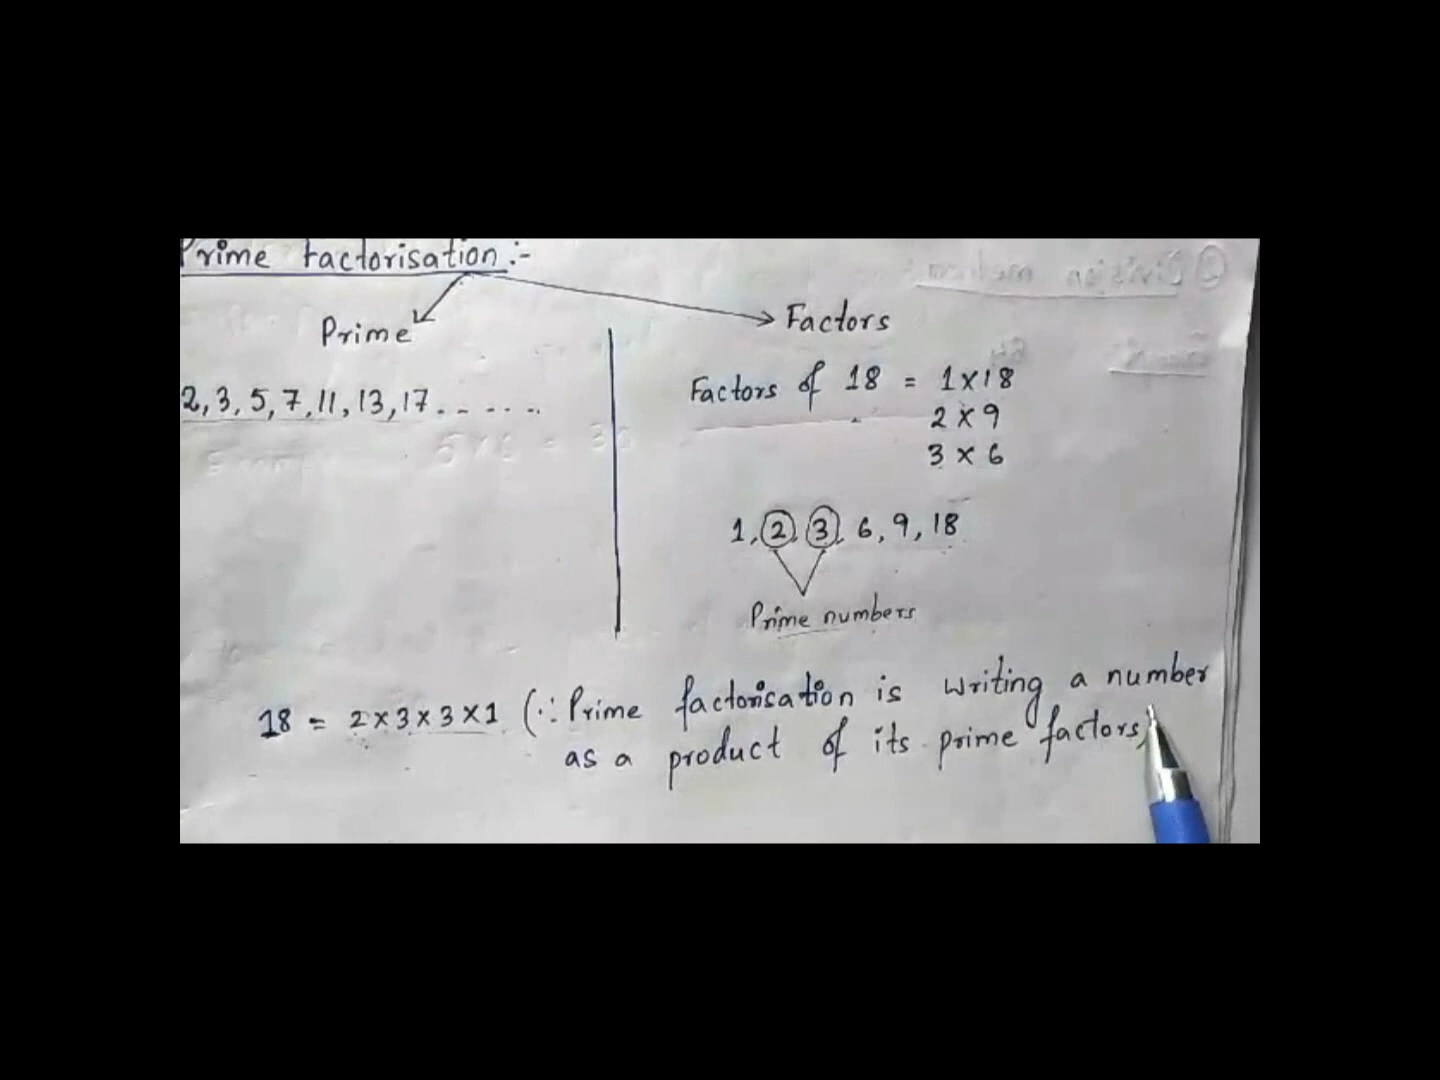 Prime Factorisation :-
Prime
Factors
2, 3, 5, 7, 11, 13, 17 . - - - ..
Factors of 18 = 1 x 18
2 x 9
3 x 6
1, 2, 3, 6, 9, 18
Prime numbers
18 = 2 x 3 x 3 x 1 (∵ Prime factorisation is writing a number
as a product of its prime factors)